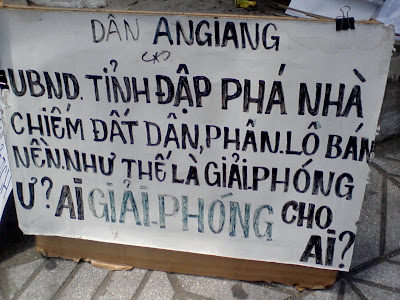 DÂN ANGIANG
UBND. TỈNH ĐẬP PHÁ NHÀ
CHIẾM ĐẤT DÂN, PHÂN.LÔ BÁN
NỀN.NHƯ THẾ LÀ GIẢI.PHÓNG
Ư? AI GIẢI.PHÓNG CHO
AI?